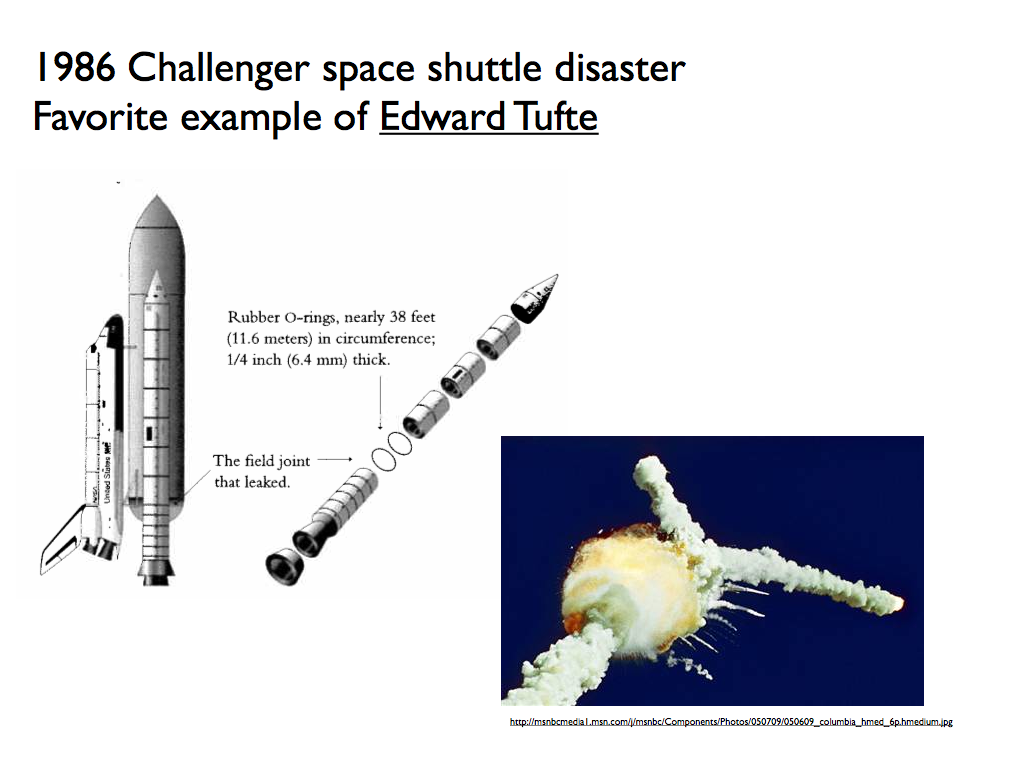 1986 Challenger space shuttle disaster
Favorite example of Edward Tufte
Rubber O-rings, nearly 38 feet
(11.6 meters) in circumference;
1/4 inch (6.4 mm) thick.
The field joint
that leaked.
United States
NASA
http://msnbcmedia1.msn.com/j/msnbc/Components/Photos/050709/050609_columbia_hmed_6p.hmedium.jpg